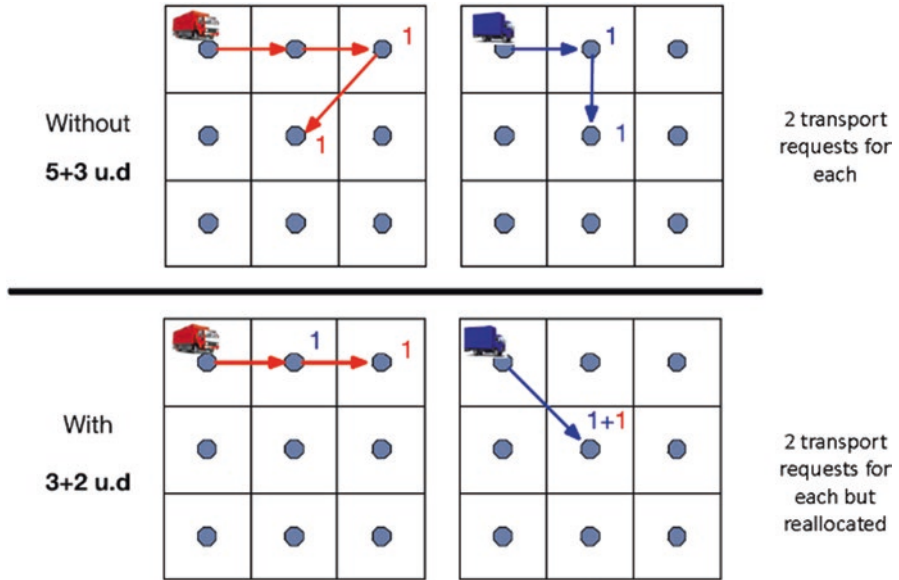 1
1
1
1
Without
5+3 u.d
2 transport
requests for
each
1
1
1+1
With
3+2 u.d
2 transport
requests for
each but
reallocated